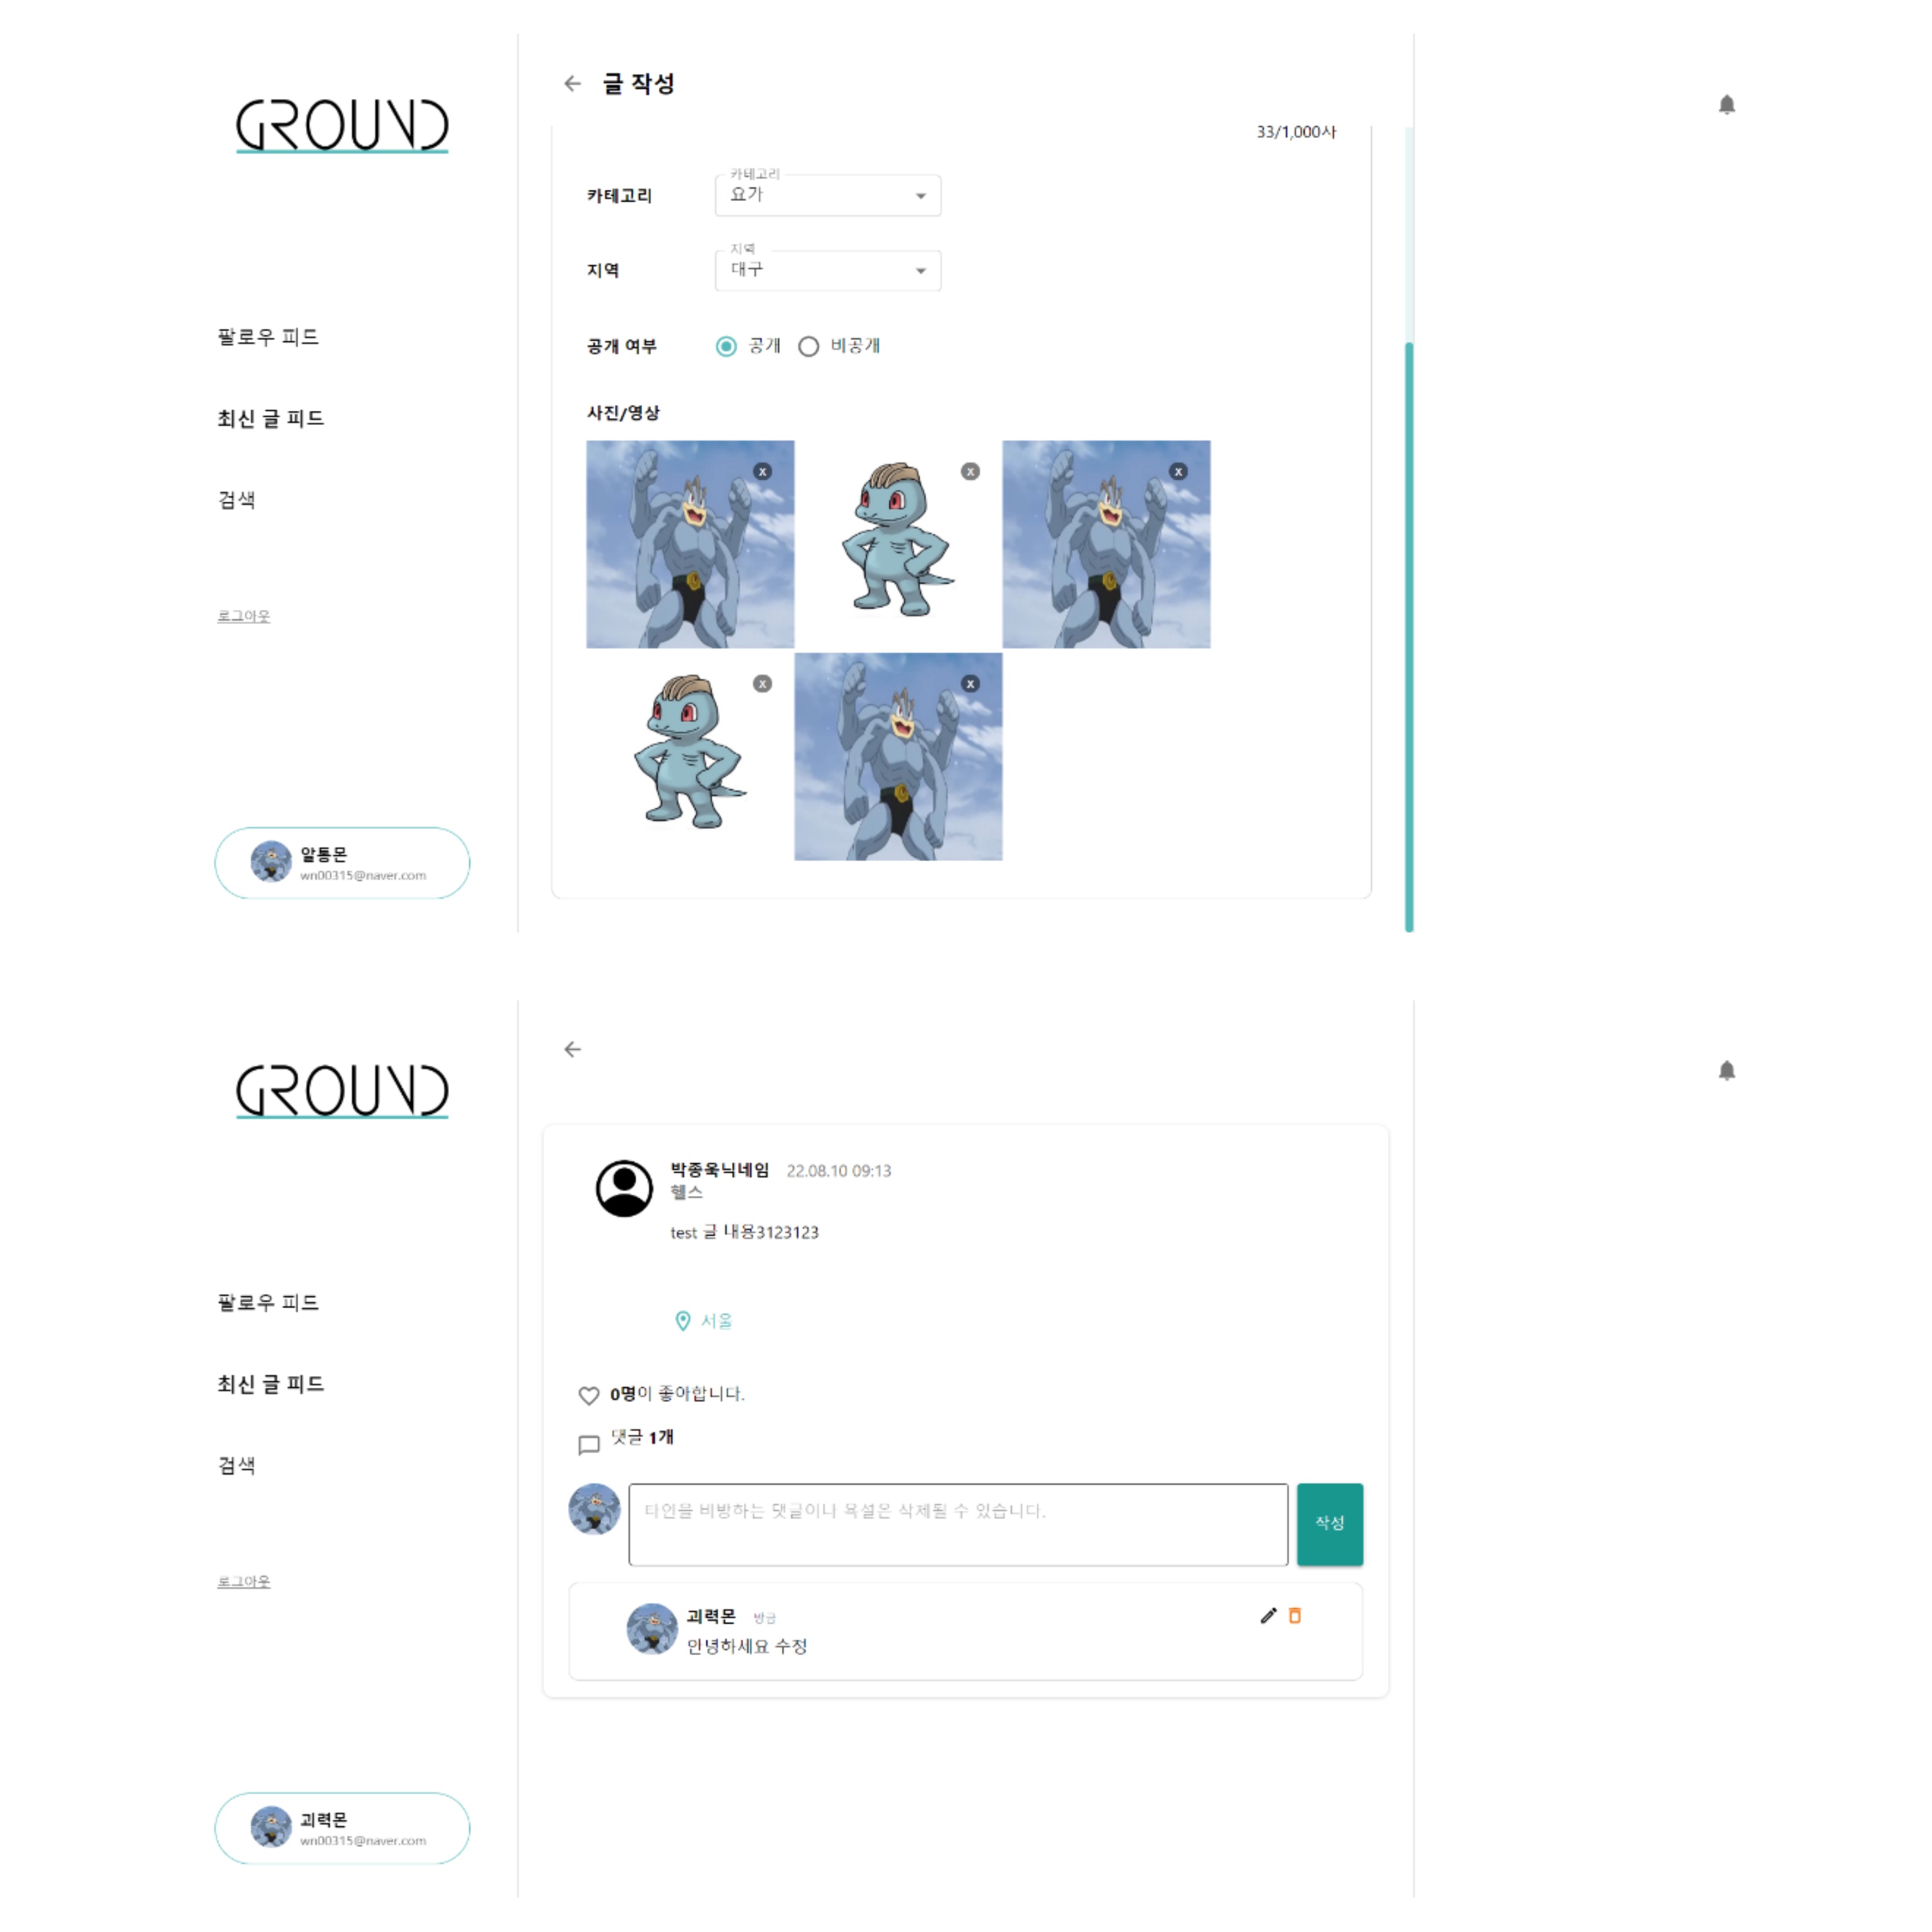 GROUND
팔로우 피드
최신 글 피드
검색
로그아웃
알통몬
wn00315@naver.com
글 작성
33/1,000자
카테고리
카테고리
요가
지역
지역
대구
공개 여부
공개
비공개
사진/영상
x
x
x
x
x
GROUND
팔로우 피드
최신 글 피드
검색
로그아웃
괴력몬
wn00315@naver.com
박종욱닉네임 22.08.10 09:13
헬스
test 글 내용3123123
서울
0명이 좋아합니다.
댓글 1개
타인을 비방하는 댓글이나 욕설은 삭제될 수 있습니다.
작성
괴력몬 방금
안녕하세요 수정